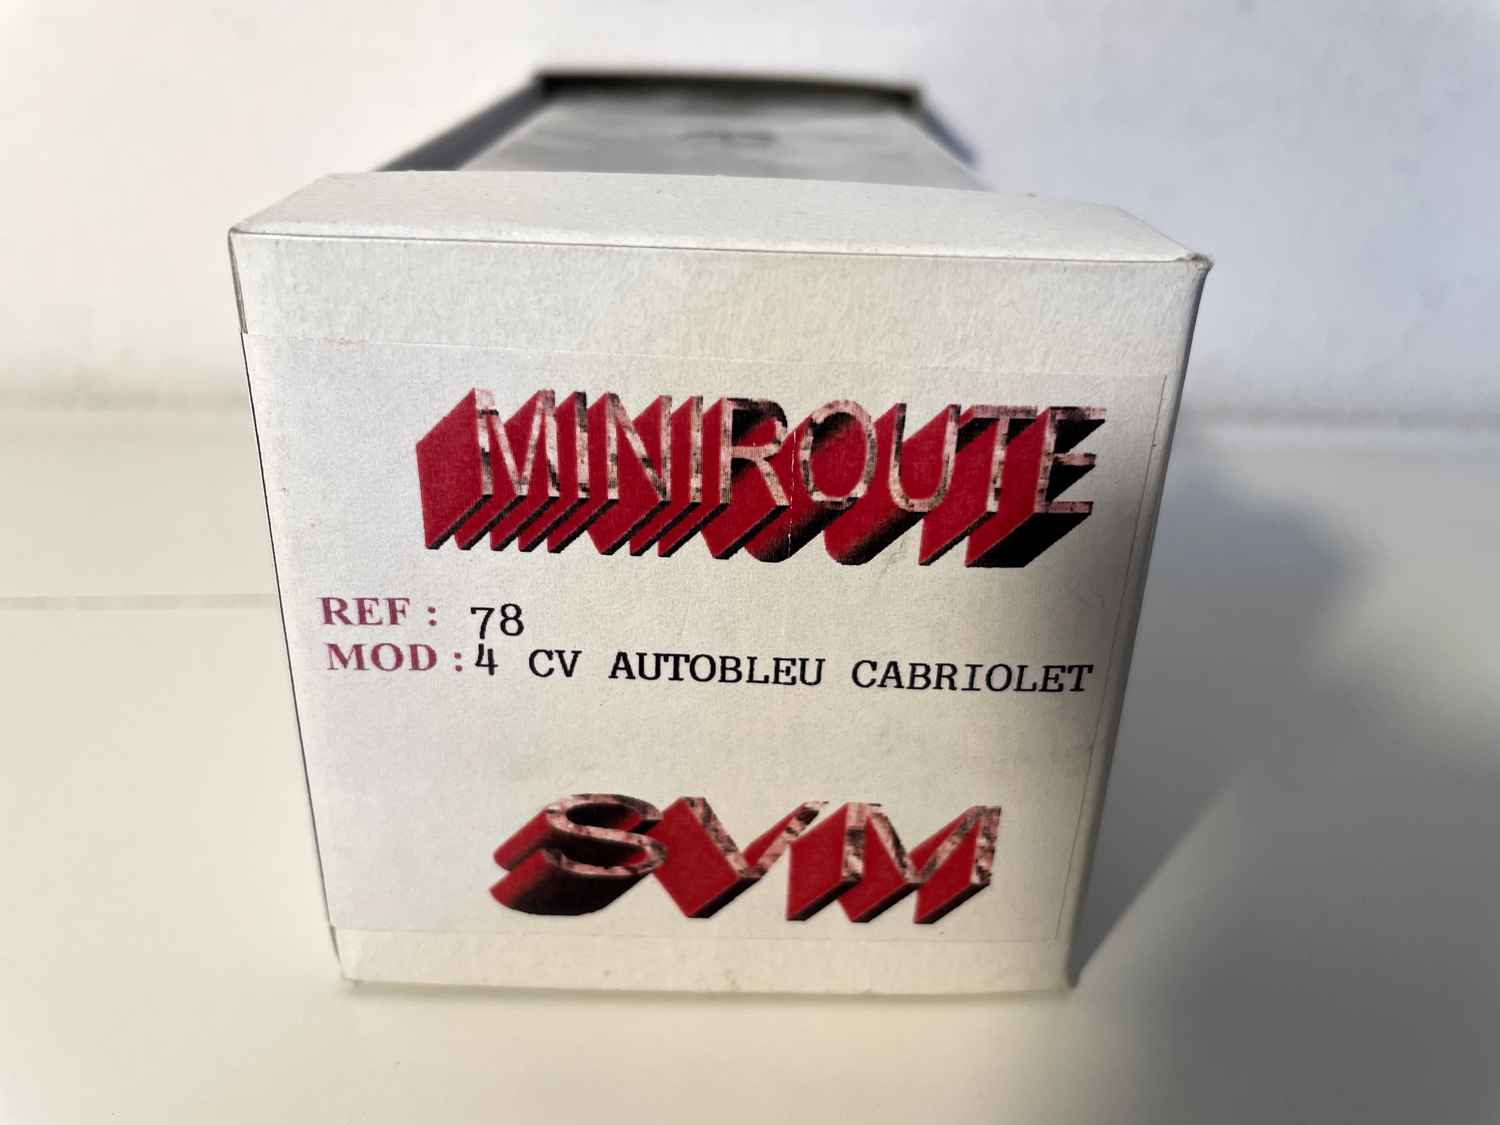 MINIROUTE
REF : 78
MOD : 4 CV AUTOBLEU CABRIOLET
SVM